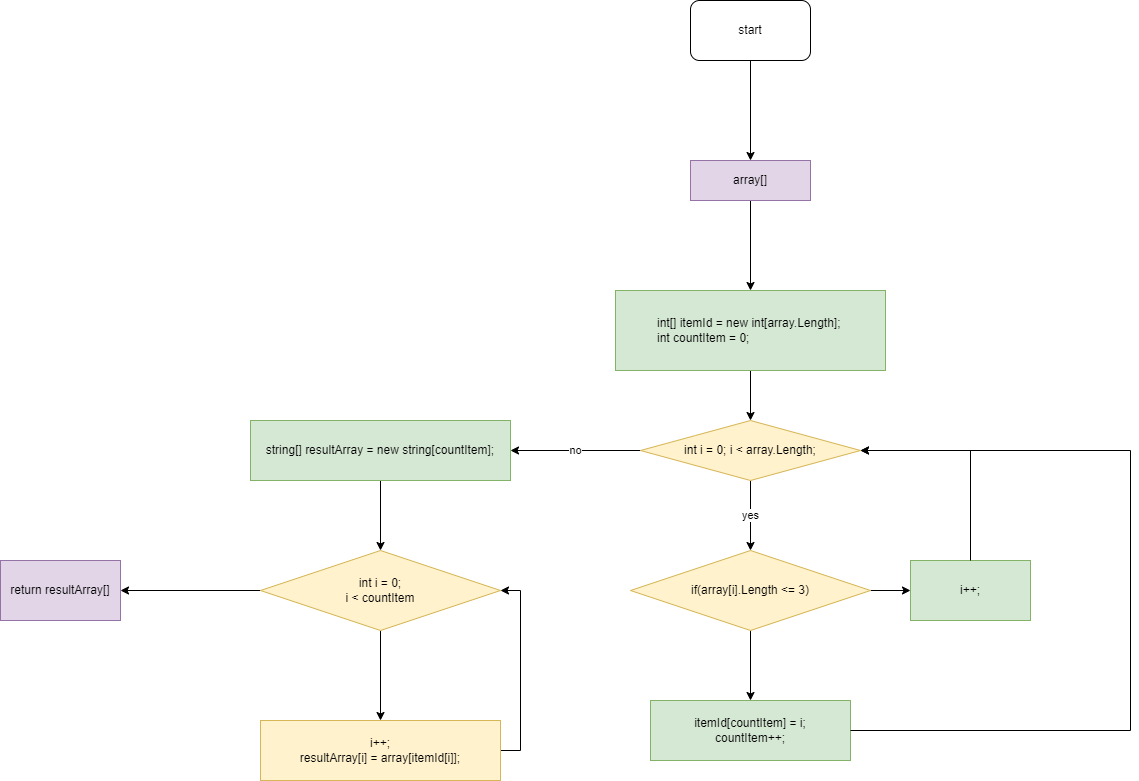 start
array[]
int[] itemId = new int[array.Length];
int countItem = 0;
string[] resultArray = new string[countItem];
no
int i = 0; i < array.Length;
yes
return resultArray[]
int i = 0;
i < countItem
if(array[i].Length <= 3)
i++;
itemId[countItem] = i;
countItem++;
i++;
resultArray[i] = array[itemId[i]];